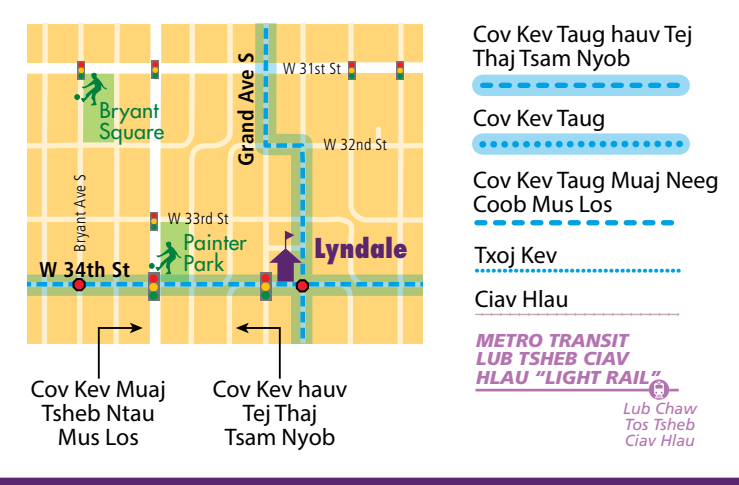 W 31st St
Bryant
Square
Grand Ave S
W 32nd St
Bryant Ave S
W 33rd St
Painter
Park
Lyndale
W 34th St
Cov Kev Muaj
Tsheb Ntau
Mus Los
Cov Kev hauv
Tej Thaj
Tsam Nyob
Cov Kev Taug hauv Tej
Thaj Tsam Nyob
Cov Kev Taug
Cov Kev Taug Muaj Neeg
Coob Mus Los
Txoj Kev
Ciav Hlau
METRO TRANSIT
LUB TSHEB CIAV
HLAU “LIGHT RAIL”
Lub Chaw
Tos Tsheb
Ciav Hlau